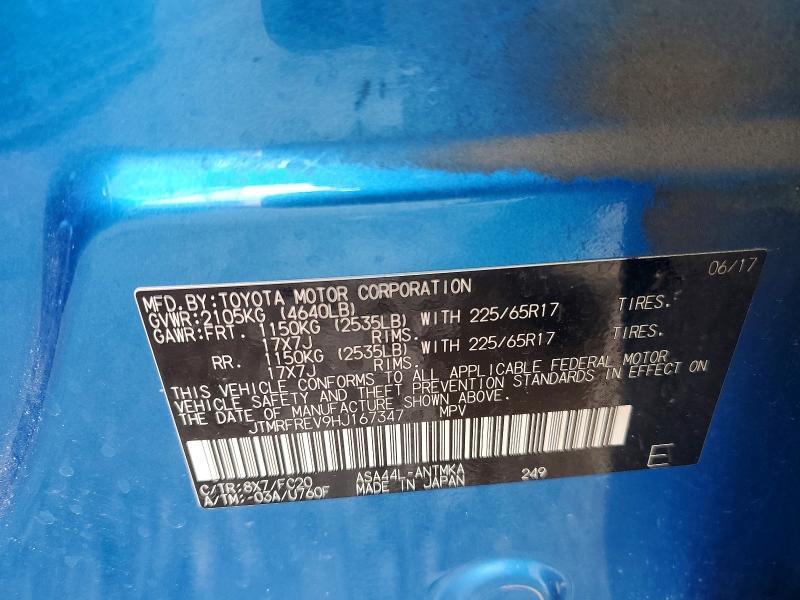 06/17
MFD. BY: TOYOTA MOTOR CORPORATION
GVWR: 2105KG (4640LB)
GAWR: FRT. 1150KG (2535LB) WITH 225/65R17 TIRES.
17X7J RIMS.
RR. 1150KG (2535LB) WITH 225/65R17 TIRES.
17X7J RIMS.
THIS VEHICLE CONFORMS TO ALL APPLICABLE FEDERAL MOTOR
VEHICLE SAFETY AND THEFT PREVENTION STANDARDS IN EFFECT ON
THE DATE OF MANUFACTURE SHOWN ABOVE.
JTMRFREV9HJ167347 MPV
C/TR: 8X7/FC20 ASA44L-ANTMKA 249 E
A/TM: -03A/U760F MADE IN JAPAN